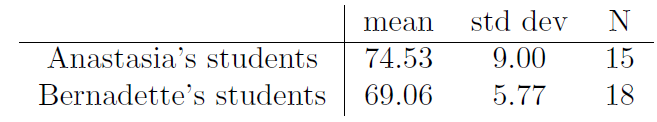 mean std dev N
Anastasia's students 74.53 9.00 15
Bernadette's students 69.06 5.77 18